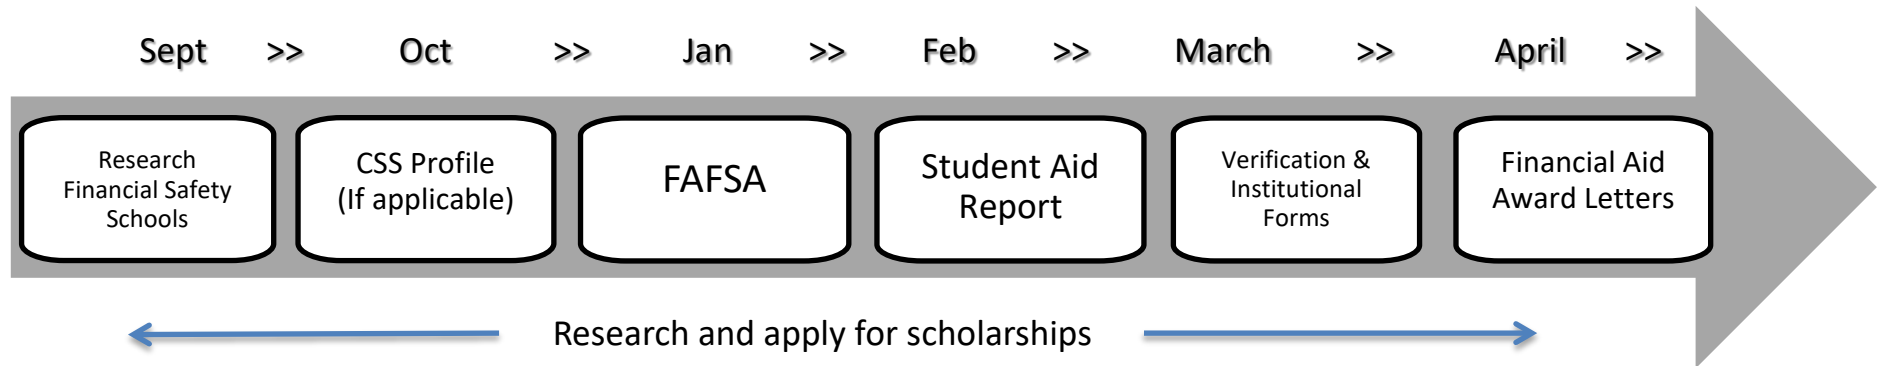 Sept >> Oct >> Jan >> Feb >> March >> April >>
Research
Financial Safety
Schools
CSS Profile
(If applicable)
FAFSA
Student Aid
Report
Verification &
Institutional
Forms
Financial Aid
Award Letters
Research and apply for scholarships